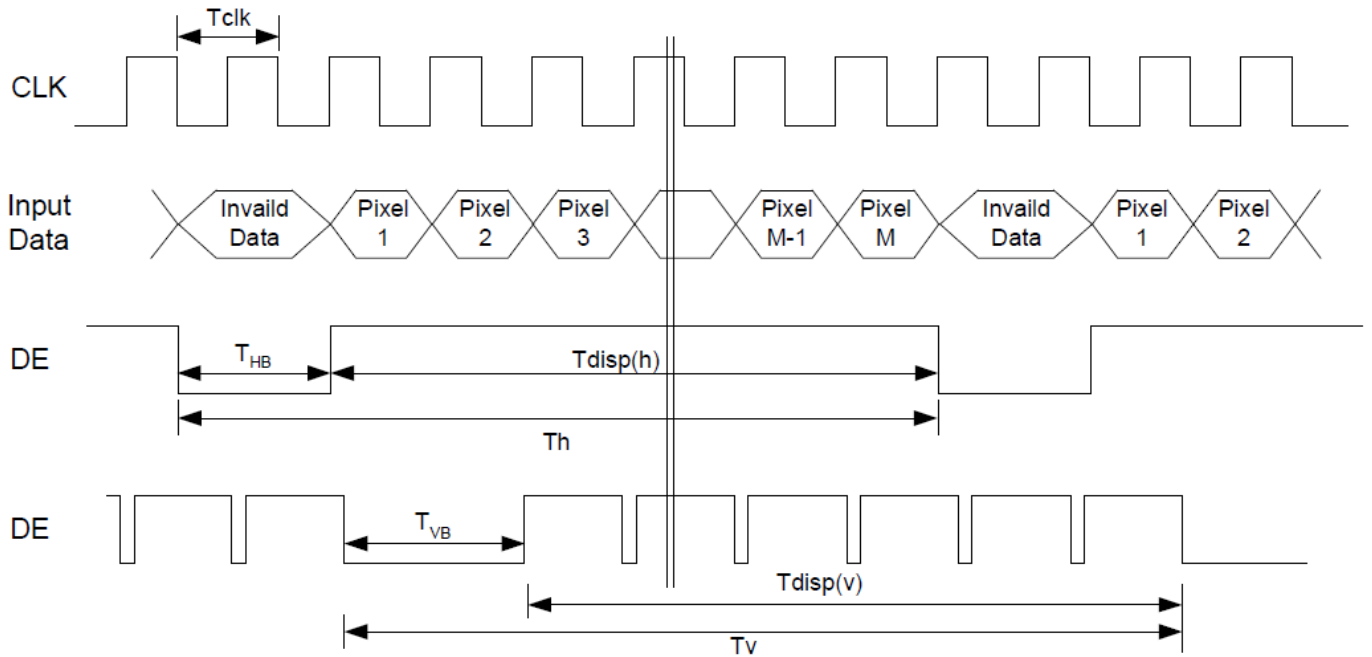 Tclk
CLK
Input
Data
Invaild
Data
Pixel
1
Pixel
2
Pixel
3
Pixel
M-1
Pixel
M
Invaild
Data
Pixel
1
Pixel
2
DE
THB
Tdisp(h)
Th
DE
TVB
Tdisp(v)
Tv